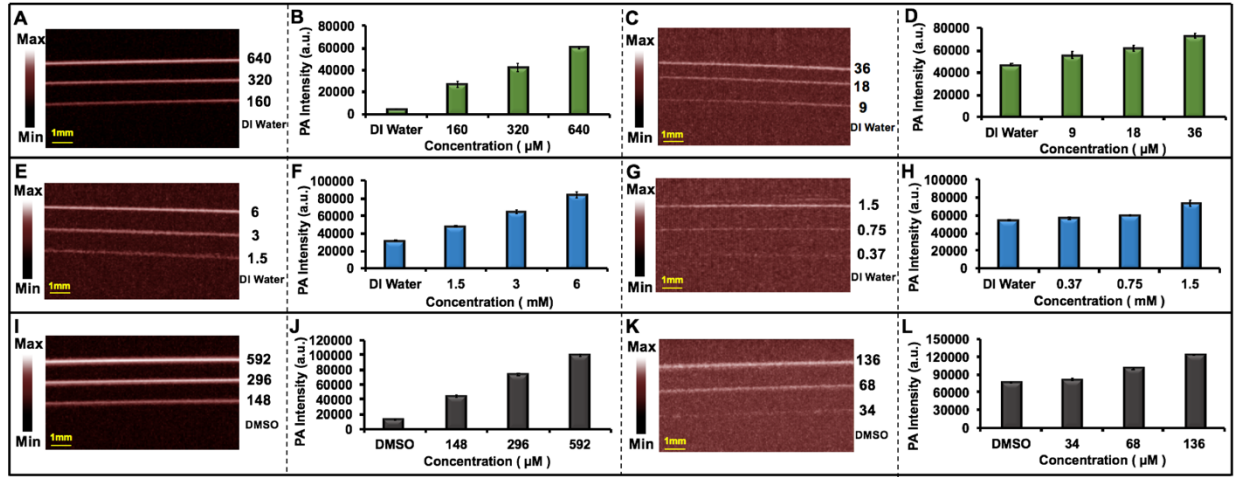 A
Max
Min
1mm
640
320
160
DI Water
B
PA Intensity (a.u.)
80000
60000
40000
20000
0
DI Water 160 320 640
Concentration ( µM)
C
Max
Min
1mm
36
18
9
DI Water
D
PA Intensity (a.u.)
80000
60000
40000
20000
0
DI Water 9 18 36
Concentration ( µM)
E
Max
Min
1mm
6
3
1.5
DI Water
F
PA Intensity (a.u.)
100000
80000
60000
40000
20000
0
DI Water 1.5 3 6
Concentration ( mM)
G
Max
Min
1mm
1.5
0.75
0.37
DI Water
H
PA Intensity (a.u.)
100000
80000
60000
40000
20000
0
DI Water 0.37 0.75 1.5
Concentration ( mM)
I
Max
Min
1mm
592
296
148
DMSO
J
PA Intensity (a.u.)
120000
100000
80000
60000
40000
20000
0
DMSO 148 296 592
Concentration ( µM)
K
Max
Min
1mm
136
68
34
DMSO
L
PA Intensity (a.u.)
150000
120000
90000
60000
30000
0
DMSO 34 68 136
Concentration ( µM)